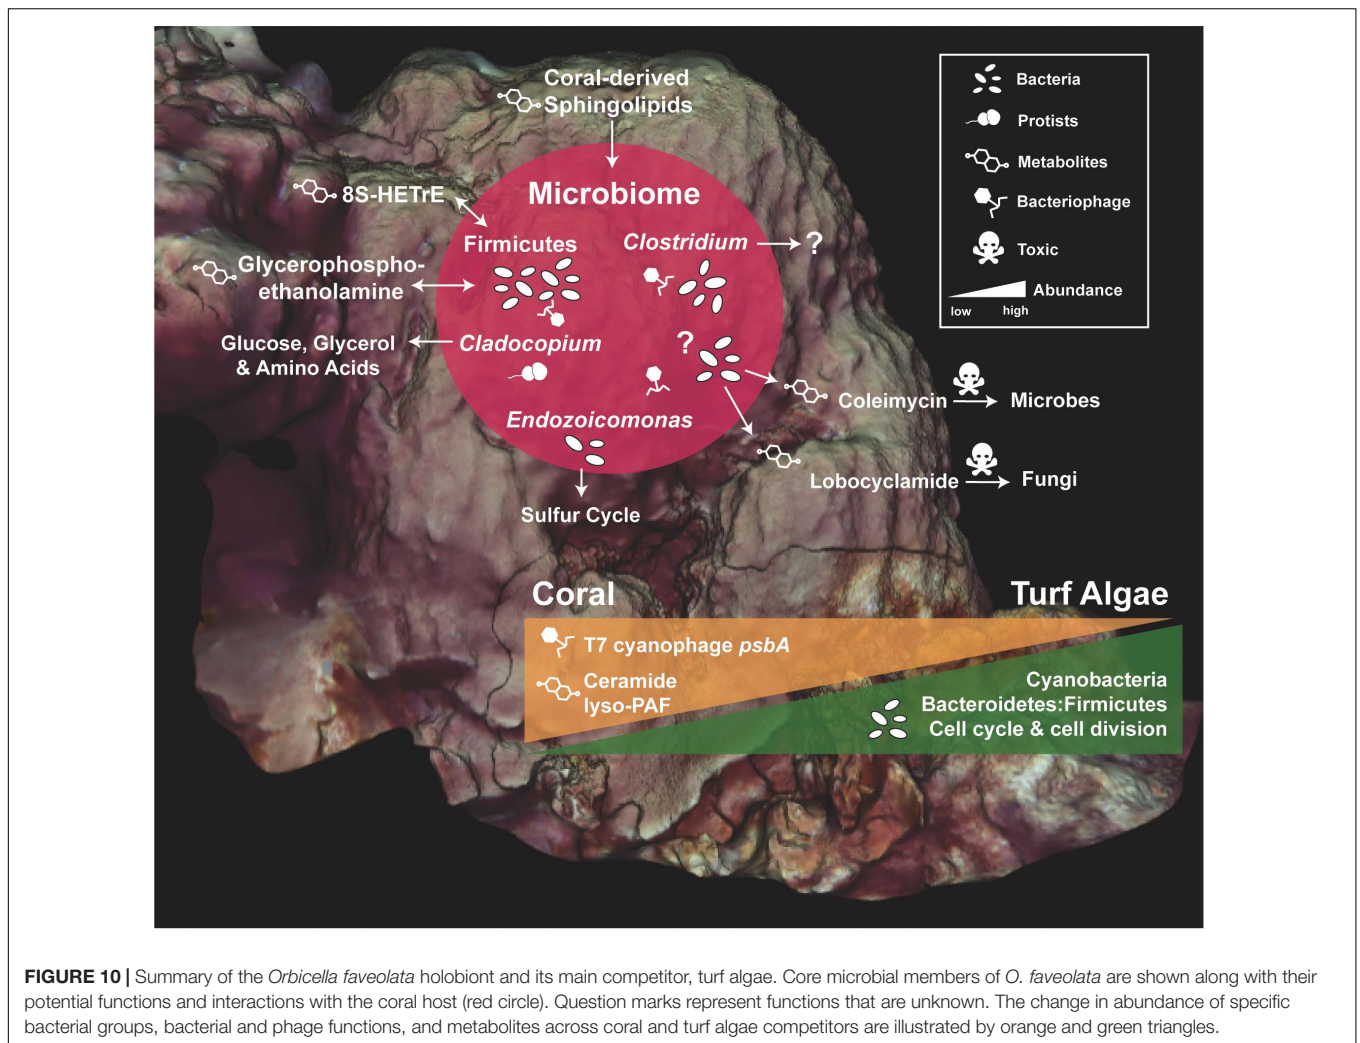 Coral-derived
Sphingolipids
Microbiome
8S-HETrE
Firmicutes
Clostridium
?
Glycerophospho-
ethanolamine
Glucose, Glycerol
& Amino Acids
Cladocopium
?
Endozoicomonas
Coleimycin
Microbes
Lobocyclamide
Fungi
Sulfur Cycle
Bacteria
Protists
Metabolites
Bacteriophage
Toxic
Abundance
low high
Coral
Turf Algae
T7 cyanophage psbA
Ceramide
lyso-PAF
Cyanobacteria
Bacteroidetes:Firmicutes
Cell cycle & cell division
FIGURE 10 | Summary of the Orbicella faveolata holobiont and its main competitor, turf algae. Core microbial members of O. faveolata are shown along with their
potential functions and interactions with the coral host (red circle). Question marks represent functions that are unknown. The change in abundance of specific
bacterial groups, bacterial and phage functions, and metabolites across coral and turf algae competitors are illustrated by orange and green triangles.